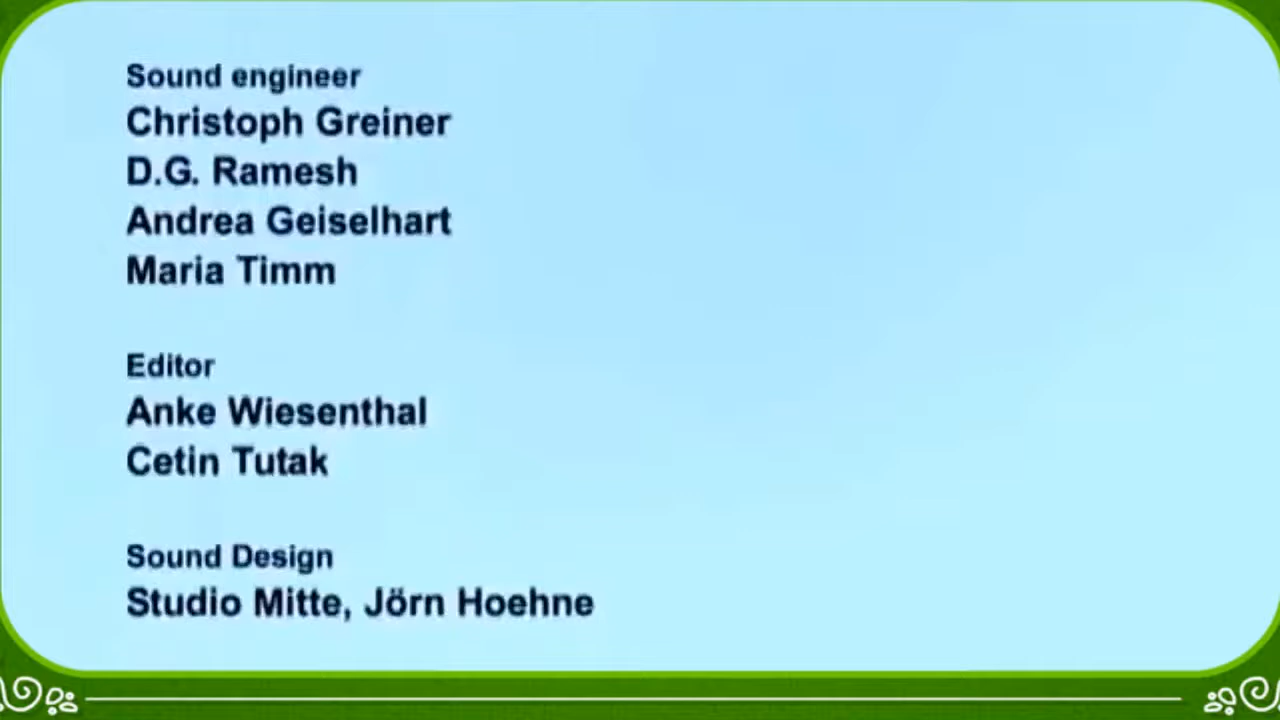 Sound engineer
Christoph Greiner
D.G. Ramesh
Andrea Geiselhart
Maria Timm
Editor
Anke Wiesenthal
Cetin Tutak
Sound Design
Studio Mitte, Jörn Hoehne